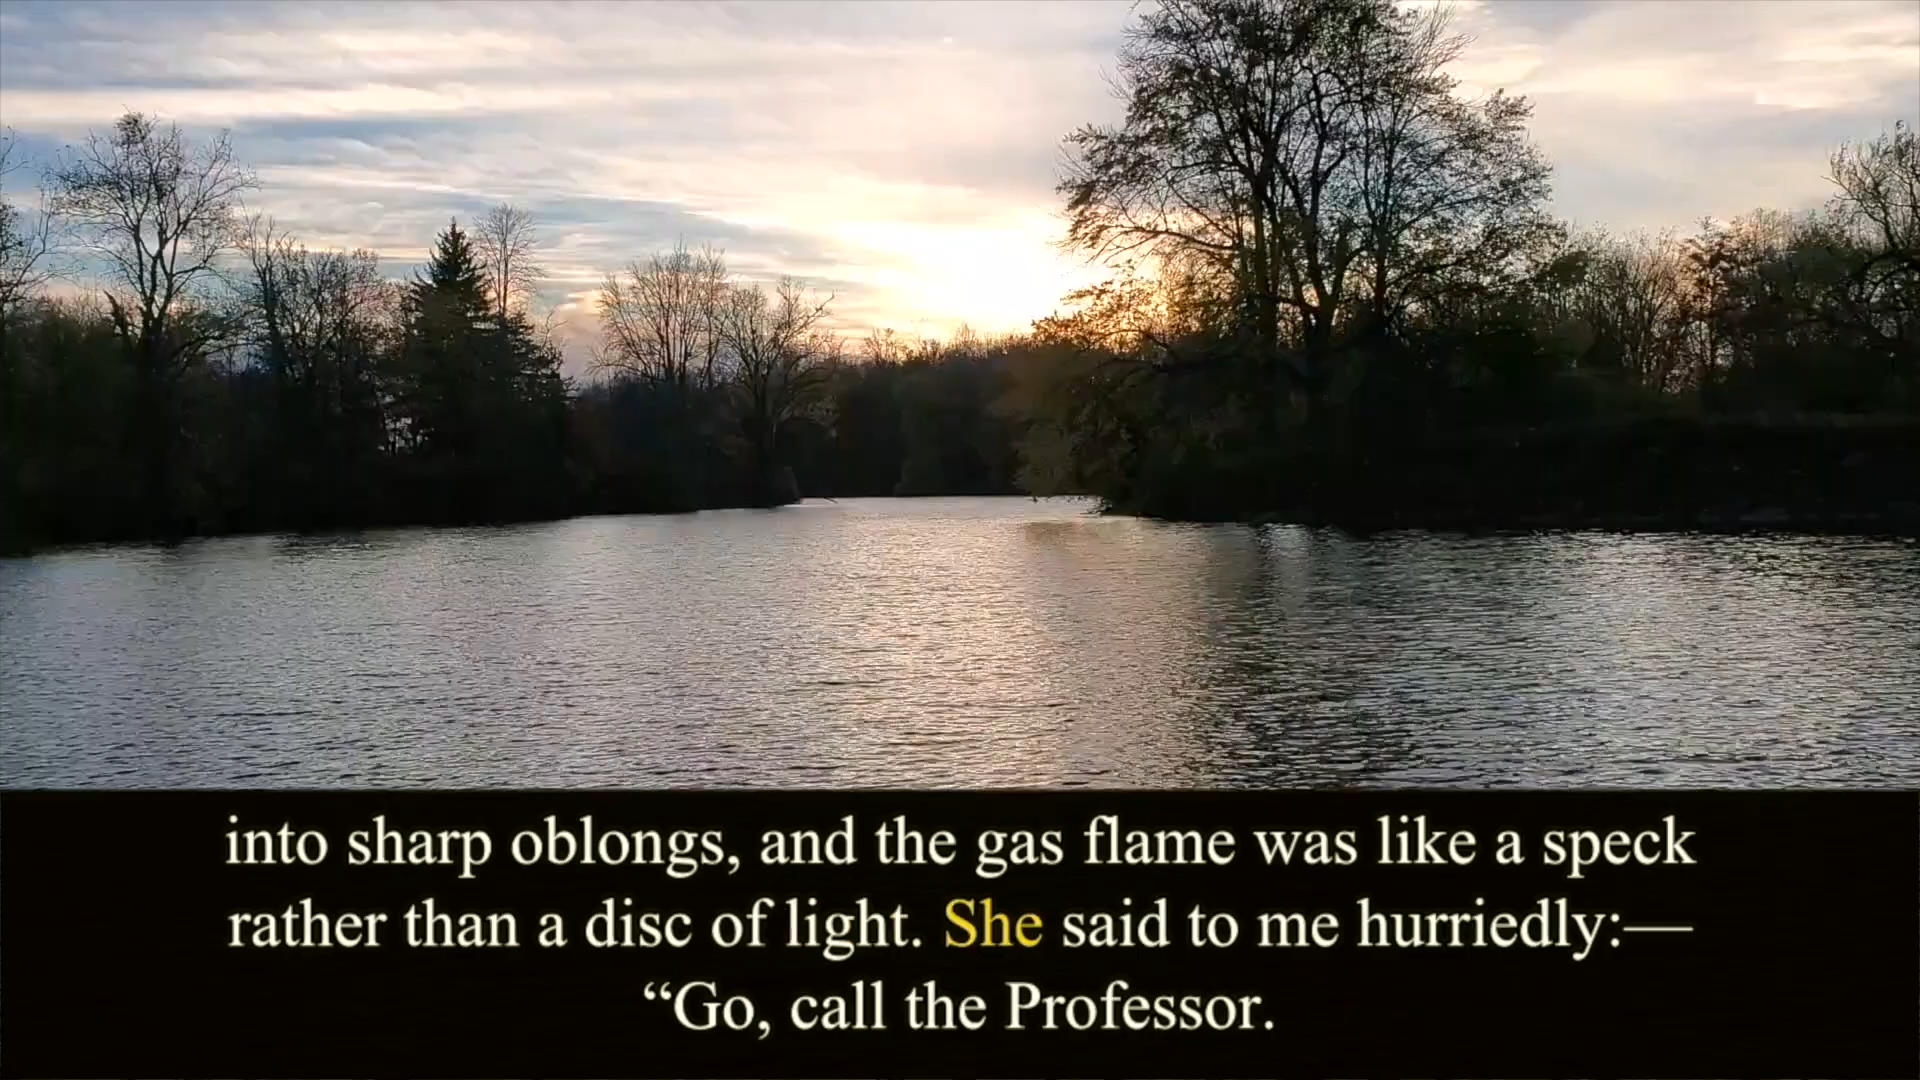 into sharp oblongs, and the gas flame was like a speck
rather than a disc of light. She said to me hurriedly:—
“Go, call the Professor.